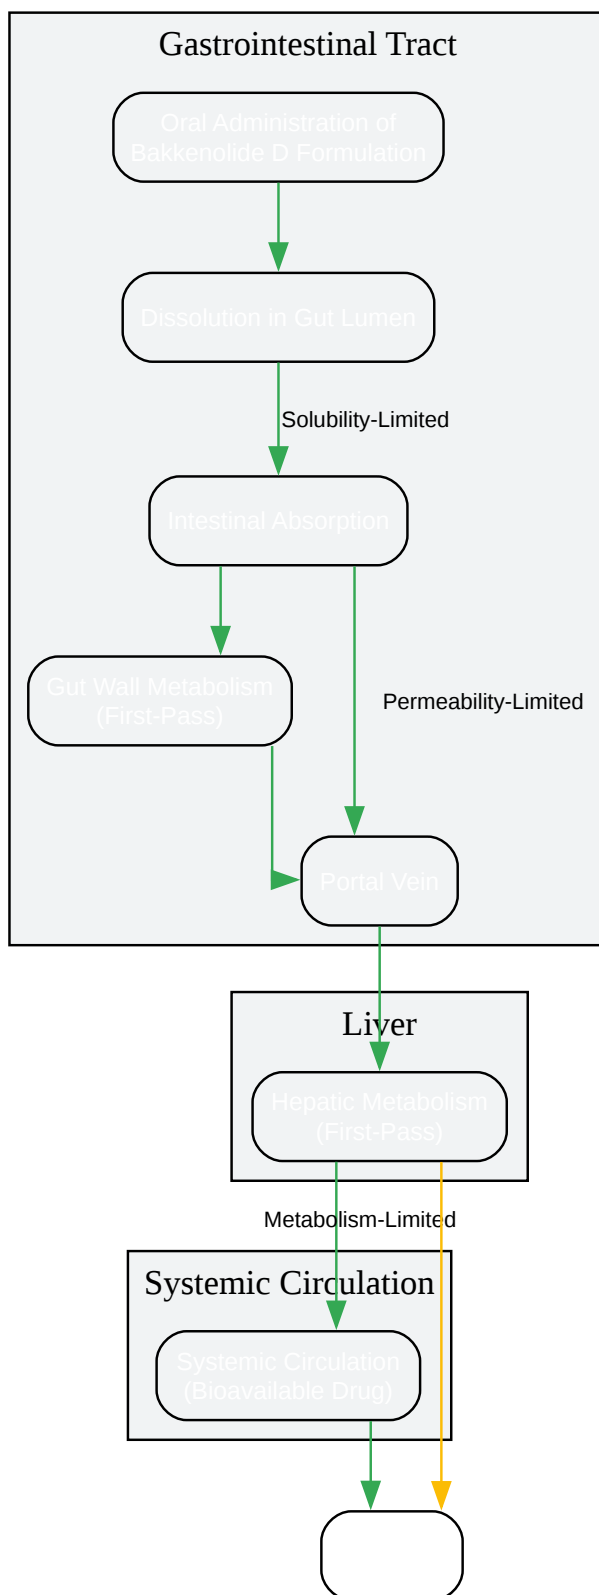 Gastrointestinal Tract
Oral Administration of
Bakkenolide D Formulation
Dissolution in Gut Lumen
Solubility-Limited
Intestinal Absorption
Gut Wall Metabolism
(First-Pass)
Permeability-Limited
Portal Vein
Liver
Hepatic Metabolism
(First-Pass)
Metabolism-Limited
Systemic Circulation
Systemic Circulation
(Bioavailable Drug)